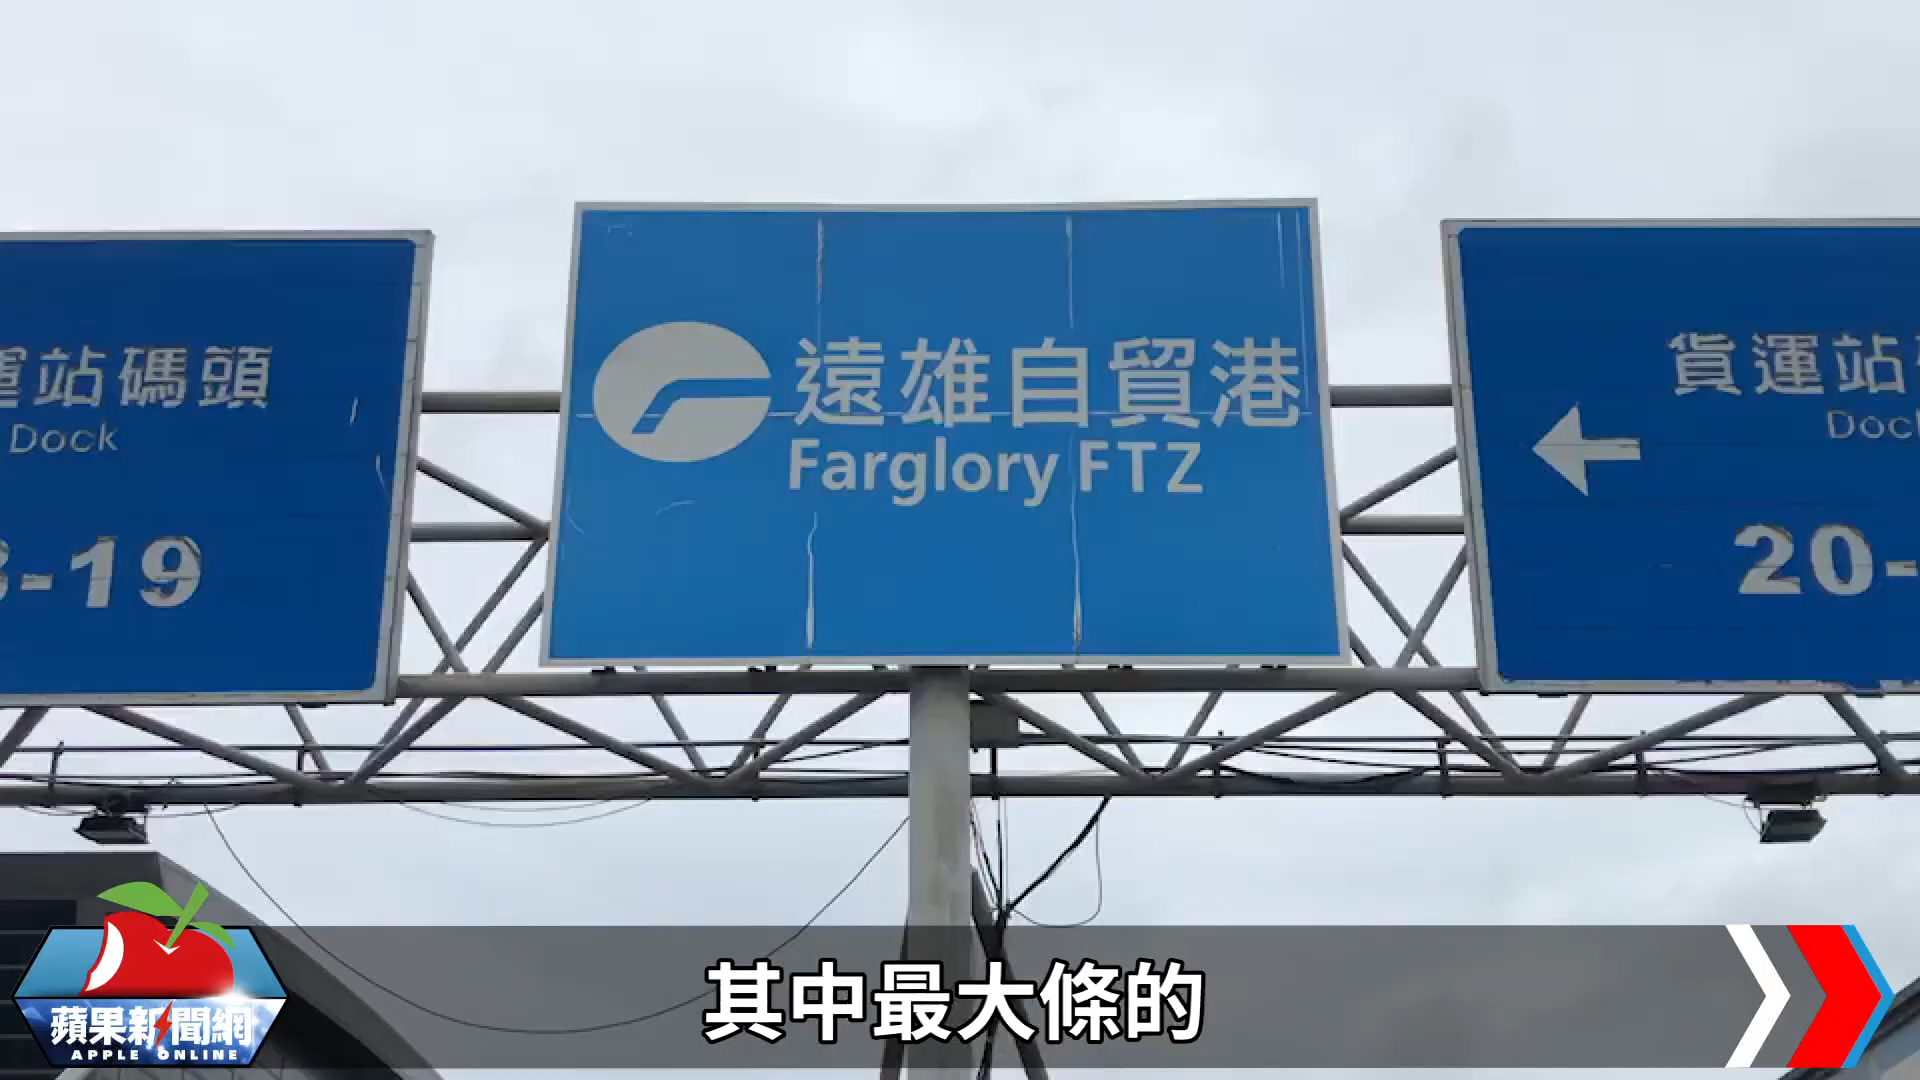 運站碼頭
Dock
-19
遠雄自貿港
Farglory FTZ
貨運站
Dock
20-
其中最大條的
蘋果新聞網
APPLE ONLINE